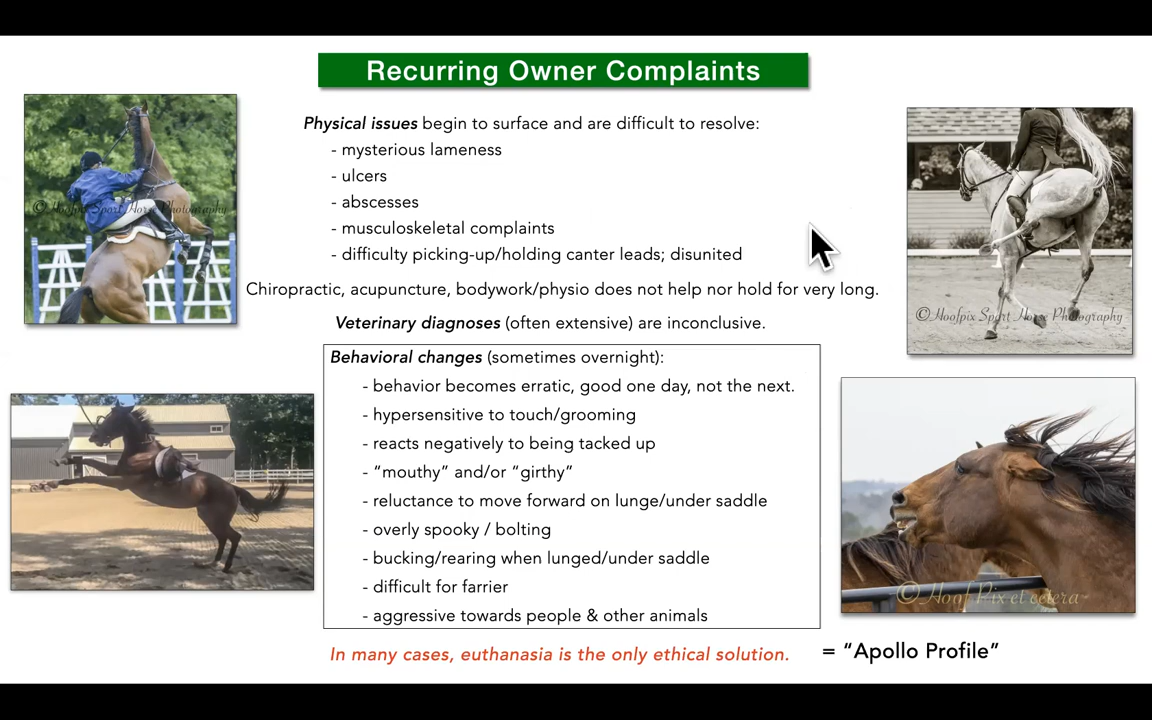 Recurring Owner Complaints
Physical issues begin to surface and are difficult to resolve:
- mysterious lameness
- ulcers
- abscesses
- musculoskeletal complaints
- difficulty picking-up/holding canter leads; disunited
Chiropractic, acupuncture, bodywork/physio does not help nor hold for very long.
Veterinary diagnoses (often extensive) are inconclusive.
Behavioral changes (sometimes overnight):
- behavior becomes erratic, good one day, not the next.
- hypersensitive to touch/grooming
- reacts negatively to being tacked up
- “mouthy” and/or “girthy”
- reluctance to move forward on lunge/under saddle
- overly spooky / bolting
- bucking/rearing when lunged/under saddle
- difficult for farrier
- aggressive towards people & other animals
In many cases, euthanasia is the only ethical solution.
= “Apollo Profile”
© Hoofpix Sport Horse Photography
© Hoofpix Sport Horse Photography
© Hoof Pix et cetera